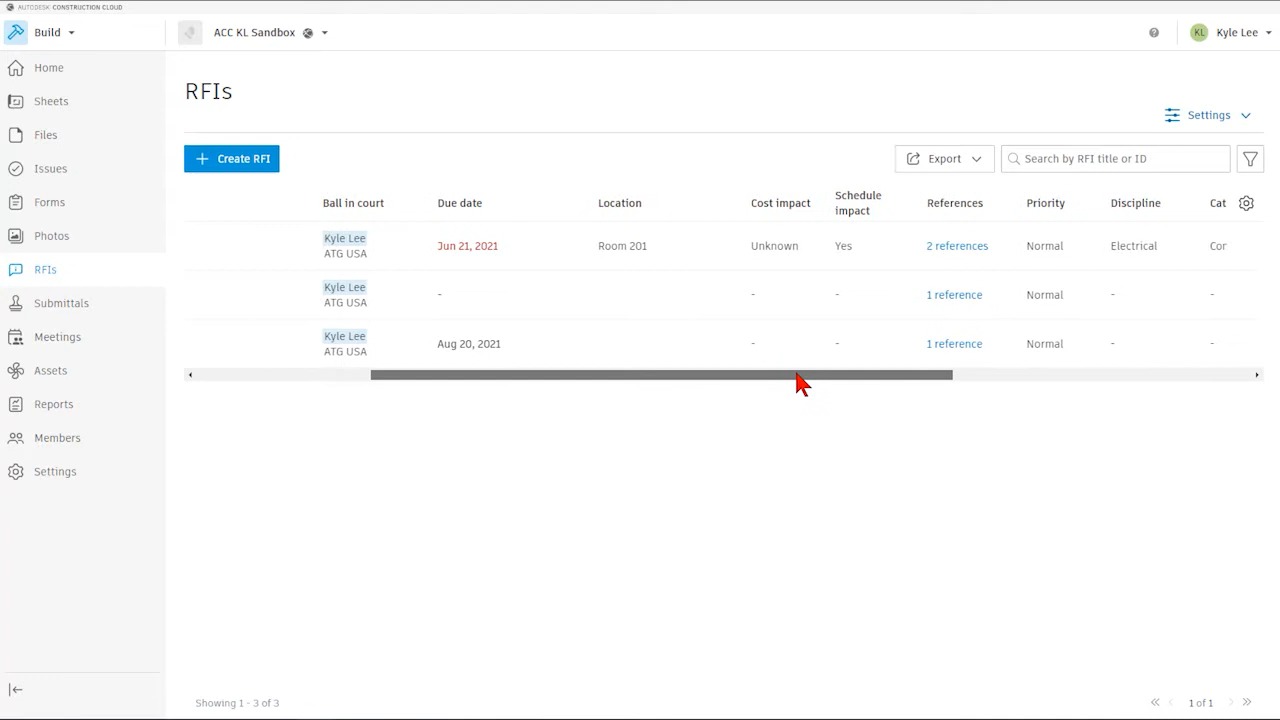 AUTODESK CONSTRUCTION CLOUD
Build
ACC KL Sandbox
KL Kyle Lee
Home
Sheets
Files
Issues
Forms
Photos
RFIs
Submittals
Meetings
Assets
Reports
Members
Settings
RFIs
Settings
+ Create RFI
Export
Search by RFI title or ID
Ball in court Due date Location Cost impact Schedule impact References Priority Discipline Cat
Kyle Lee
ATG USA
Jun 21, 2021 Room 201 Unknown Yes 2 references Normal Electrical Cor
Kyle Lee
ATG USA
- - - 1 reference Normal - -
Kyle Lee
ATG USA
Aug 20, 2021 - - 1 reference Normal - -
Showing 1 - 3 of 3
1 of 1